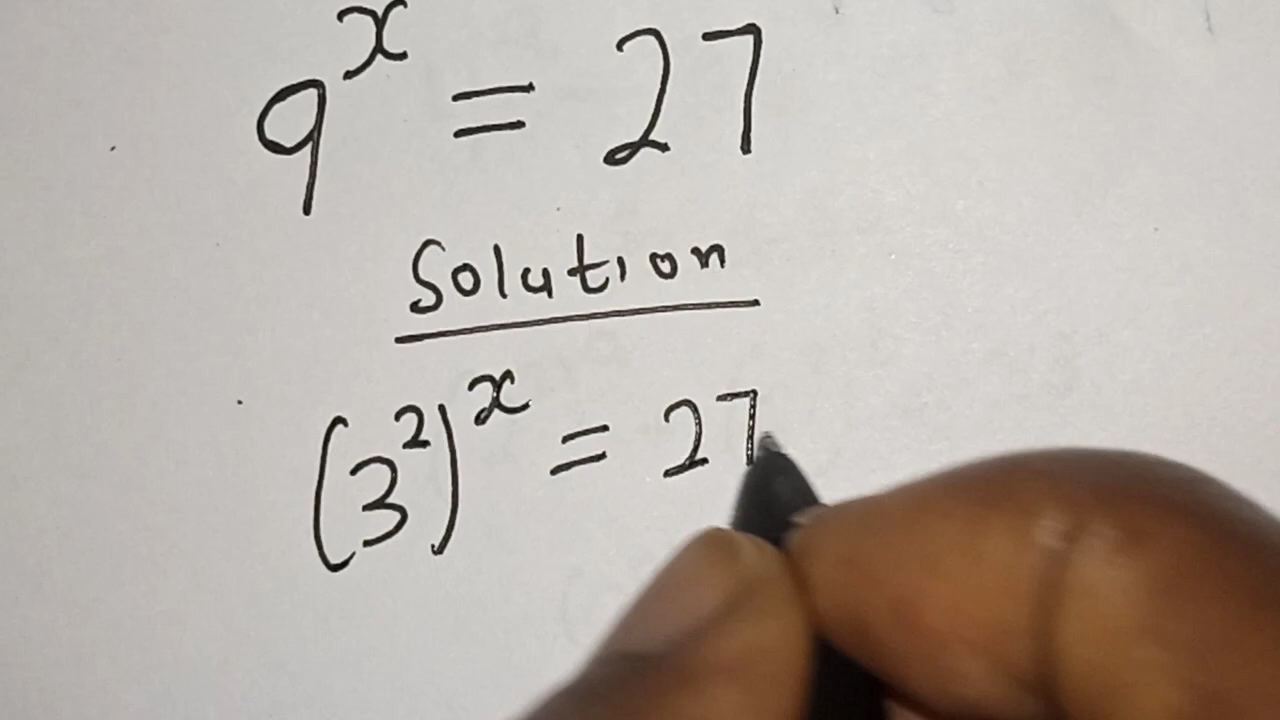 9^x = 27
Solution
(3^2)^x = 27